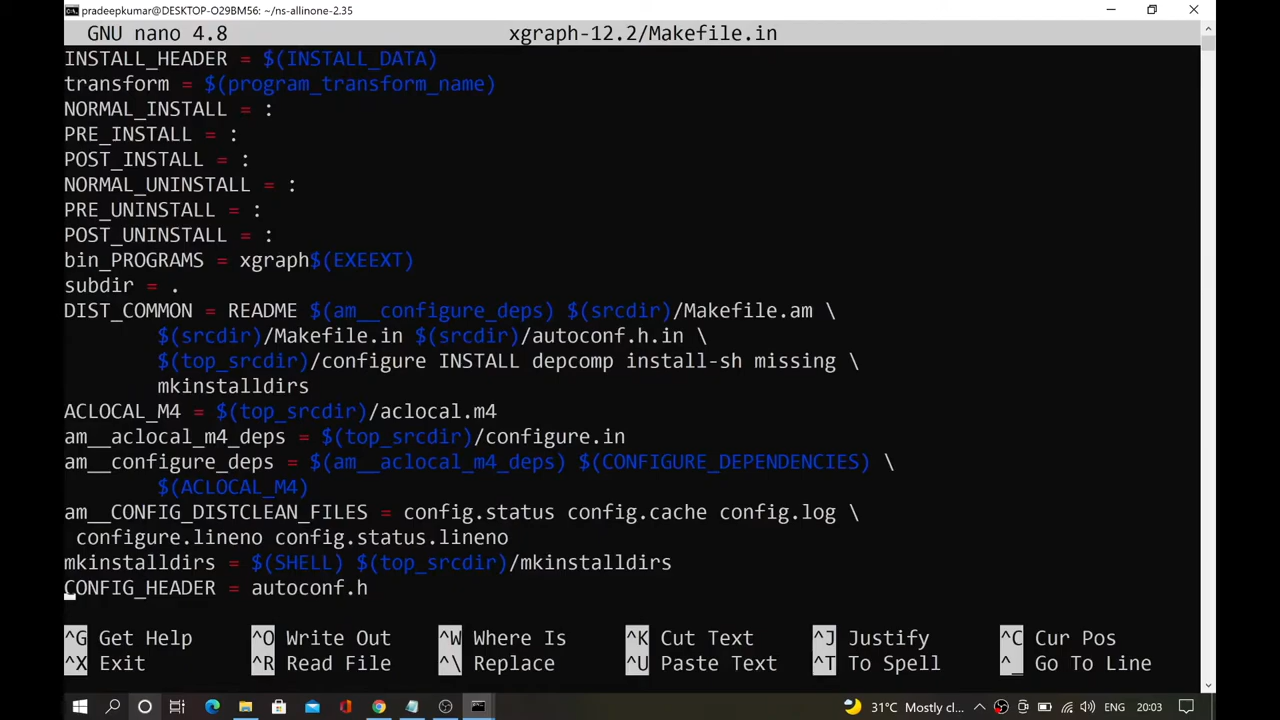 pradeepkumar@DESKTOP-O29BM56: ~/ns-allinone-2.35
GNU nano 4.8 xgraph-12.2/Makefile.in
INSTALL_HEADER = $(INSTALL_DATA)
transform = $(program_transform_name)
NORMAL_INSTALL = :
PRE_INSTALL = :
POST_INSTALL = :
NORMAL_UNINSTALL = :
PRE_UNINSTALL = :
POST_UNINSTALL = :
bin_PROGRAMS = xgraph$(EXEEXT)
subdir = .
DIST_COMMON = README $(am__configure_deps) $(srcdir)/Makefile.am \
$(srcdir)/Makefile.in $(srcdir)/autoconf.h.in \
$(top_srcdir)/configure INSTALL depcomp install-sh missing \
mkinstalldirs
ACLOCAL_M4 = $(top_srcdir)/aclocal.m4
am__aclocal_m4_deps = $(top_srcdir)/configure.in
am__configure_deps = $(am__aclocal_m4_deps) $(CONFIGURE_DEPENDENCIES) \
$(ACLOCAL_M4)
am__CONFIG_DISTCLEAN_FILES = config.status config.cache config.log \
configure.lineno config.status.lineno
mkinstalldirs = $(SHELL) $(top_srcdir)/mkinstalldirs
CONFIG_HEADER = autoconf.h
^G Get Help ^O Write Out ^W Where Is ^K Cut Text ^J Justify ^C Cur Pos
^X Exit ^R Read File ^\ Replace ^U Paste Text ^T To Spell ^_ Go To Line
31°C Mostly cl... ENG 20:03